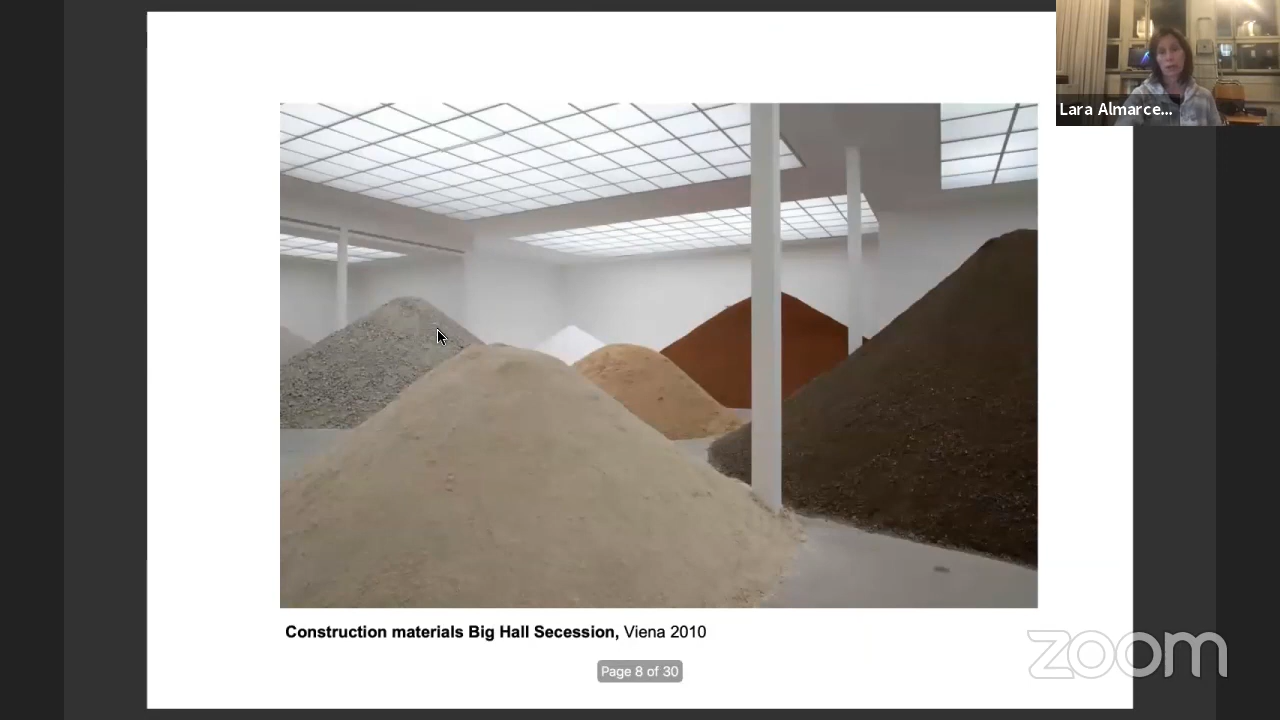 Lara Almarce...
Construction materials Big Hall Secession, Viena 2010
Page 8 of 30
zoom